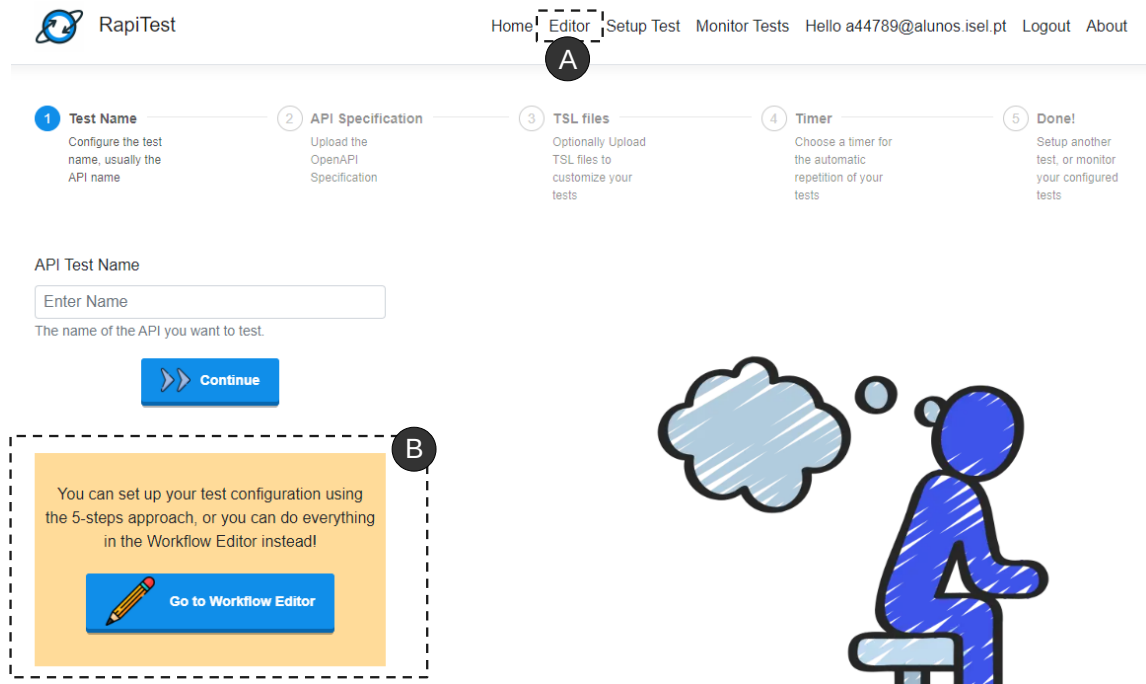 RapiTest
Home Editor Setup Test Monitor Tests Hello a44789@alunos.isel.pt Logout About
A
1 Test Name
Configure the test
name, usually the
API name
2 API Specification
Upload the
OpenAPI
Specification
3 TSL files
Optionally Upload
TSL files to
customize your
tests
4 Timer
Choose a timer for
the automatic
repetition of your
tests
5 Done!
Setup another
test, or monitor
your configured
tests
API Test Name
Enter Name
The name of the API you want to test.
Continue
B
You can set up your test configuration using
the 5-steps approach, or you can do everything
in the Workflow Editor instead!
Go to Workflow Editor